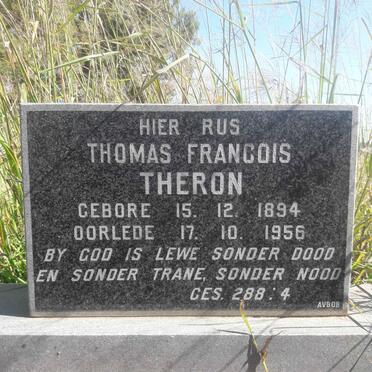 HIER RUS
THOMAS FRANCOIS
THERON
GEBORE 15. 12. 1894
OORLEDE 17. 10. 1956
BY GOD IS LEWE SONDER DOOD
EN SONDER TRANE, SONDER NOOD
GES. 288:4
AVBOB